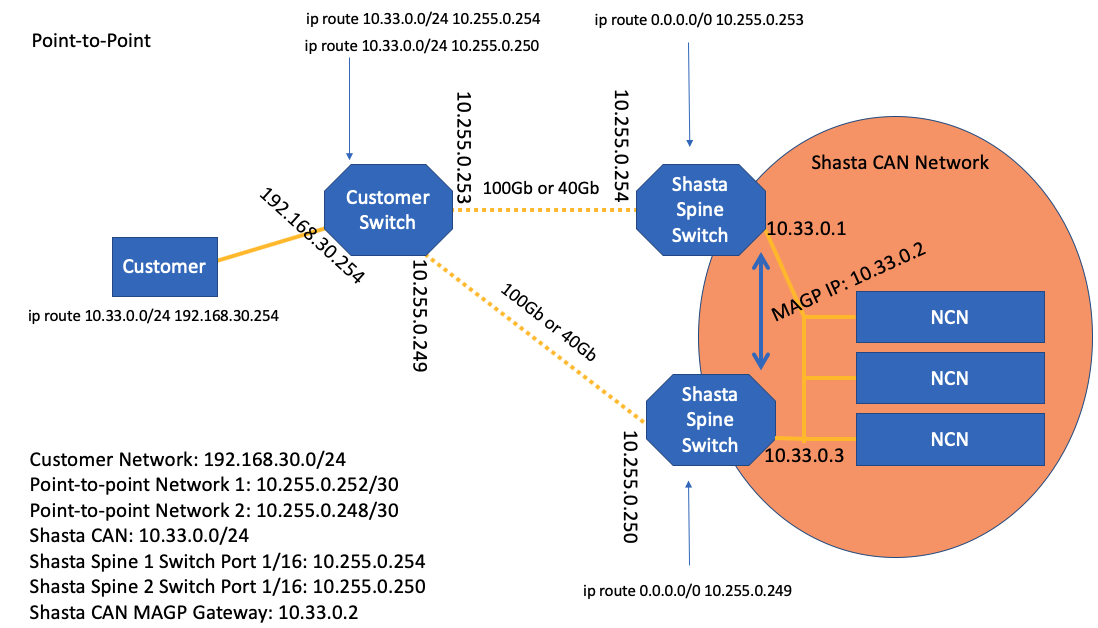 Point-to-Point
ip route 10.33.0.0/24 10.255.0.254
ip route 10.33.0.0/24 10.255.0.250
ip route 0.0.0.0/0 10.255.0.253
Shasta CAN Network
Customer
Switch
192.168.30.254
10.255.0.253
100Gb or 40Gb
10.255.0.254
Shasta
Spine
Switch
10.33.0.1
MAGP IP: 10.33.0.2
Customer
ip route 10.33.0.0/24 192.168.30.254
10.255.0.249
100Gb or 40Gb
NCN
NCN
NCN
Shasta
Spine
Switch
10.33.0.3
10.255.0.250
ip route 0.0.0.0/0 10.255.0.249
Customer Network: 192.168.30.0/24
Point-to-point Network 1: 10.255.0.252/30
Point-to-point Network 2: 10.255.0.248/30
Shasta CAN: 10.33.0.0/24
Shasta Spine 1 Switch Port 1/16: 10.255.0.254
Shasta Spine 2 Switch Port 1/16: 10.255.0.250
Shasta CAN MAGP Gateway: 10.33.0.2